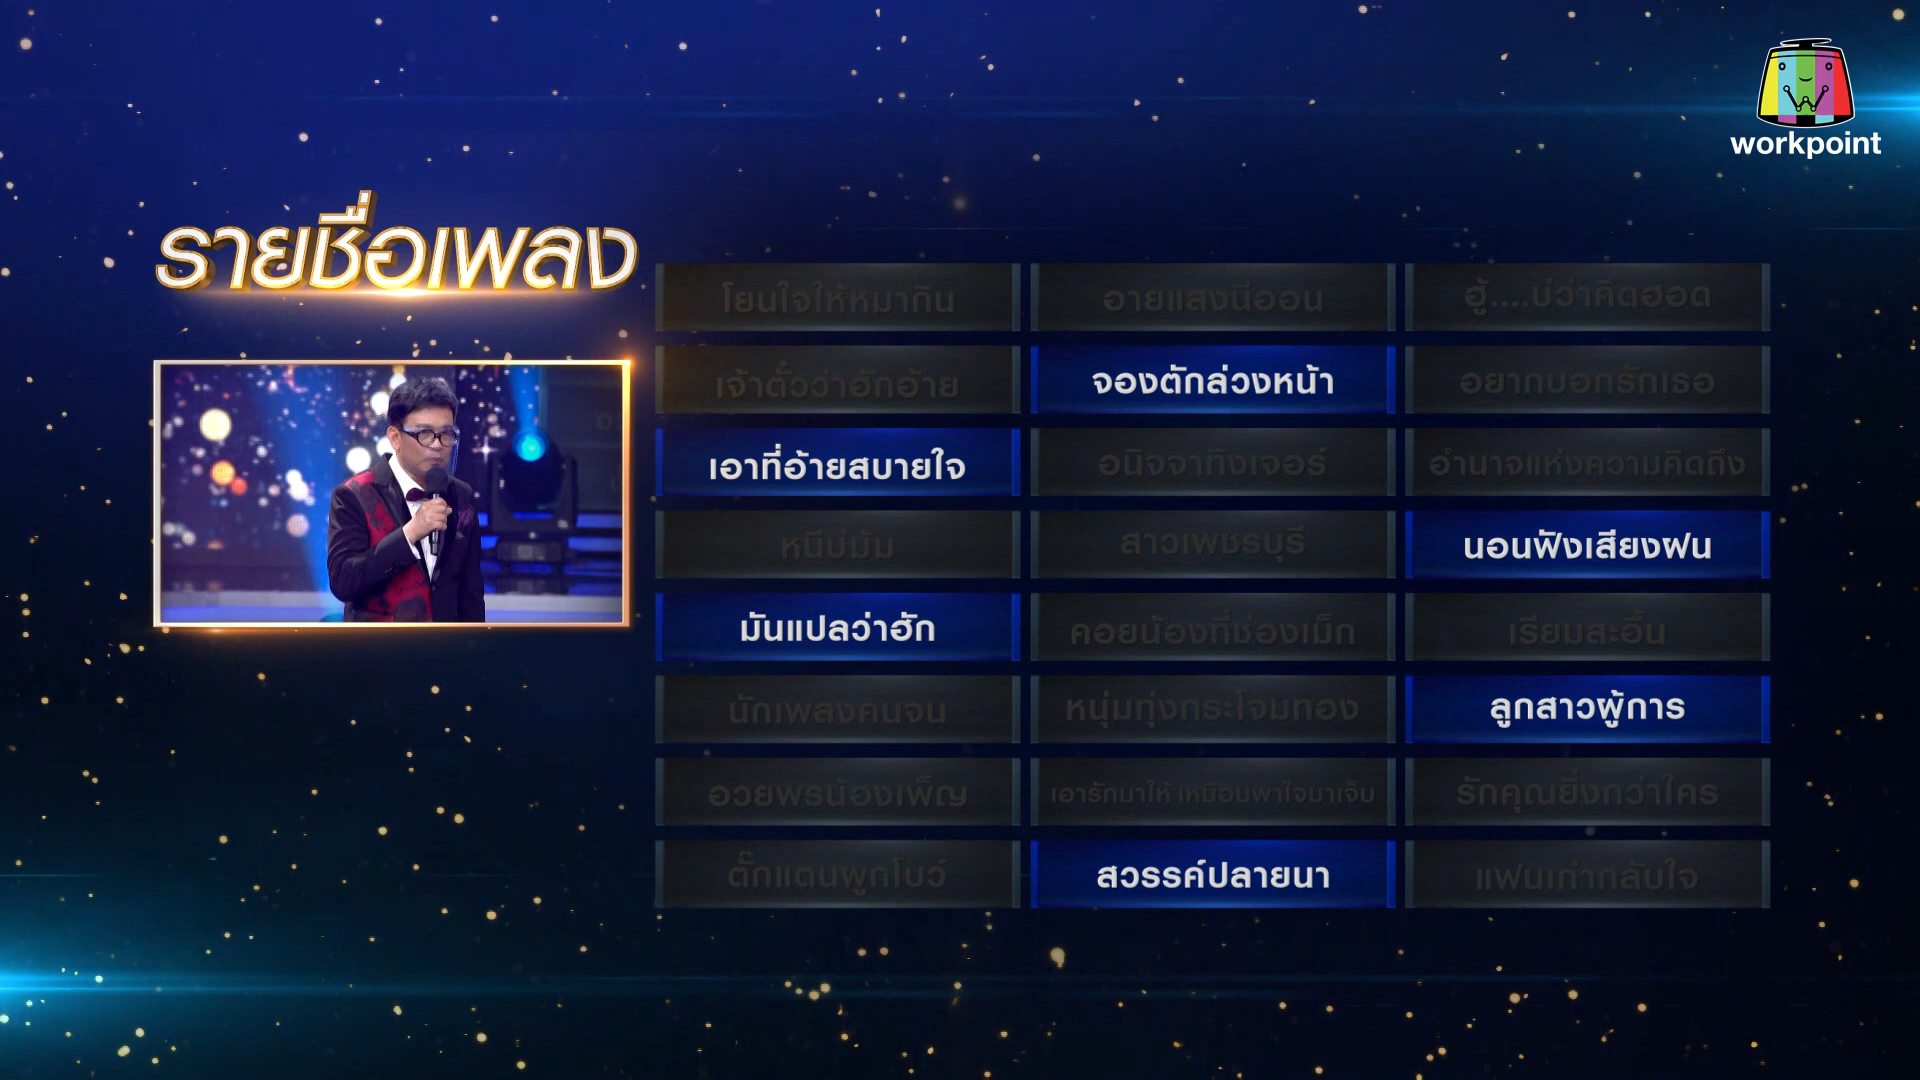 workpoint
รายชื่อเพลง
โยนใจให้หมากิน
อายแสงนีออน
ฮู้....บ่ว่าคิดฮอด
เจ้าตั๋วว่าฮักอ้าย
จองตักล่วงหน้า
อยากบอกรักเธอ
เอาที่อ้ายสบายใจ
อนิจจาทิงเจอร์
อำนาจแห่งความคิดถึง
หนีบ่มั่ม
สาวเพชรบุรี
นอนฟังเสียงฝน
มันแปลว่าฮัก
คอยน้องที่ช่องเม็ก
เรียมสะอื้น
นักเพลงคนจน
หนุ่มทุ่งกระโจมทอง
ลูกสาวผู้การ
อวยพรน้องเพ็ญ
เอารักมาให้ เหมือนพาใจมาเจ็บ
รักคุณยิ่งกว่าใคร
ตั๊กแตนผูกโบว์
สวรรค์ปลายนา
แฟนเก่ากลับใจ